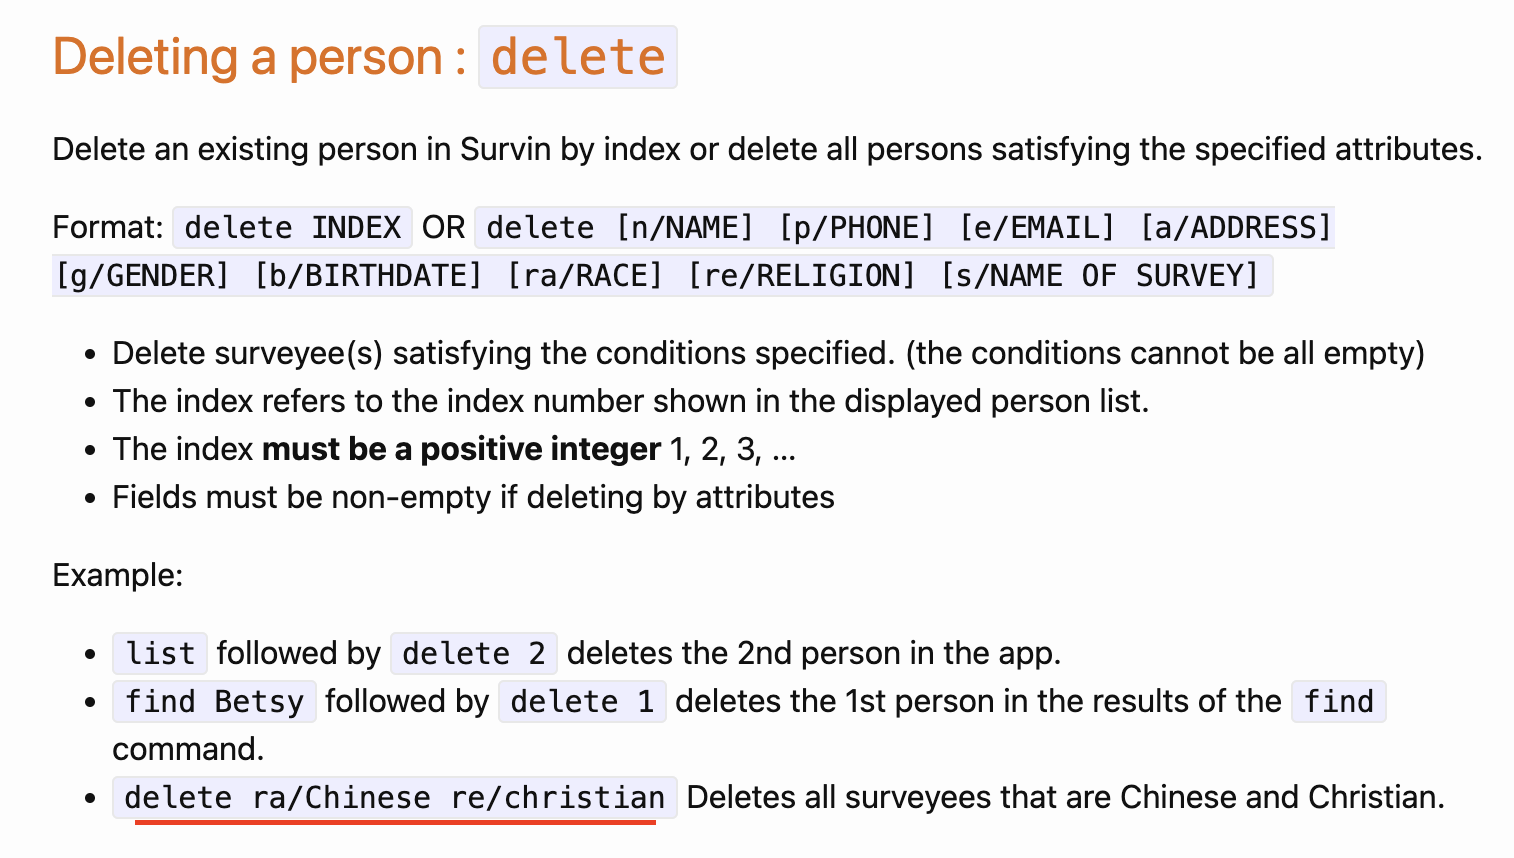 Deleting a person : delete
Delete an existing person in Survin by index or delete all persons satisfying the specified attributes.
Format: delete INDEX OR delete [n/NAME] [p/PHONE] [e/EMAIL] [a/ADDRESS]
[g/GENDER] [b/BIRTHDATE] [ra/RACE] [re/RELIGION] [s/NAME OF SURVEY]
• Delete surveyee(s) satisfying the conditions specified. (the conditions cannot be all empty)
• The index refers to the index number shown in the displayed person list.
• The index must be a positive integer 1, 2, 3, …
• Fields must be non-empty if deleting by attributes
Example:
• list followed by delete 2 deletes the 2nd person in the app.
• find Betsy followed by delete 1 deletes the 1st person in the results of the find
command.
• delete ra/Chinese re/christian Deletes all surveyees that are Chinese and Christian.